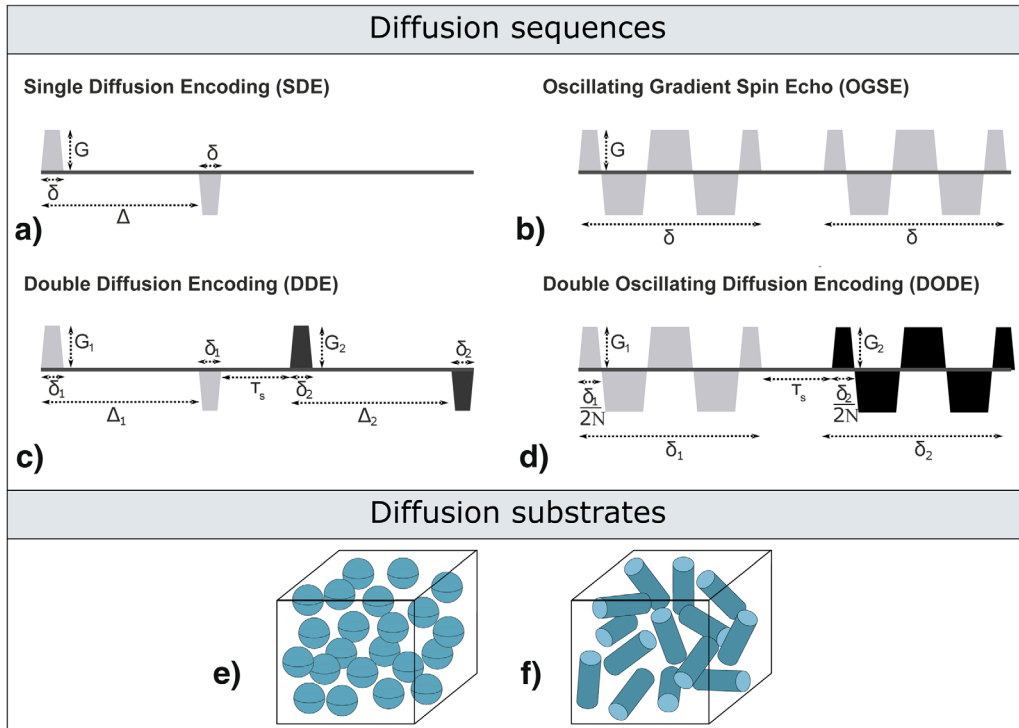 Diffusion sequences
Single Diffusion Encoding (SDE)
G
δ
δ
Δ
a)
Oscillating Gradient Spin Echo (OGSE)
G
δ
δ
b)
Double Diffusion Encoding (DDE)
G₁
δ₁
G₂
δ₂
δ₁
Tₛ
δ₂
Δ₁
Δ₂
c)
Double Oscillating Diffusion Encoding (DODE)
G₁
G₂
δ₁
2N
Tₛ
δ₂
2N
δ₁
δ₂
d)
Diffusion substrates
e)
f)